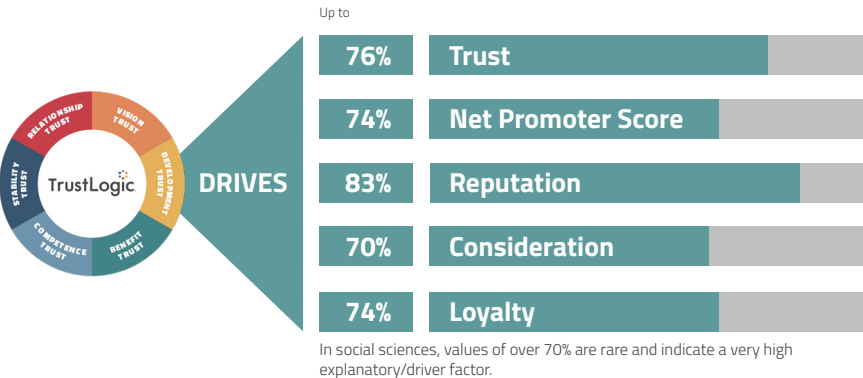 Up to
76% Trust
74% Net Promoter Score
83% Reputation
70% Consideration
74% Loyalty
DRIVES
TrustLogic
RELATIONSHIP
TRUST
VISION
TRUST
DEVELOPMENT
TRUST
BENEFIT
TRUST
COMPETENCE
TRUST
STABILITY
TRUST
In social sciences, values of over 70% are rare and indicate a very high
explanatory/driver factor.